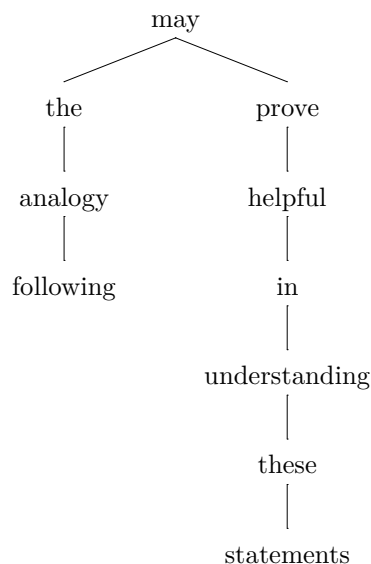 may
the prove
analogy helpful
following in
understanding
these
statements